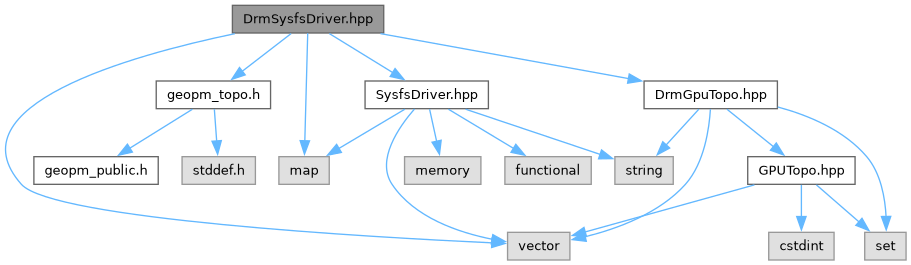 DrmSysfsDriver.hpp
geopm_topo.h
SysfsDriver.hpp
DrmGpuTopo.hpp
geopm_public.h
stddef.h
map
memory
functional
string
GPUTopo.hpp
vector
cstdint
set